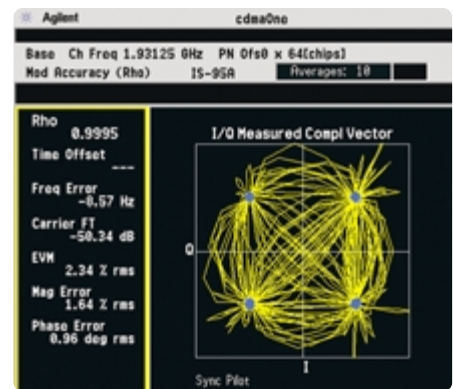 Agilent cdmaOne
Base Ch Freq 1.93125 GHz PN Ofs0 x 64[chips]
Mod Accuracy (Rho) IS-95A Averages: 10
Rho
0.9995
Time Offset
---
Freq Error
-8.57 Hz
Carrier FT
-50.34 dB
EVM
2.34 % rms
Mag Error
1.64 % rms
Phase Error
0.96 deg rms
I/Q Measured Compl Vector
Q
I
Sync Pilot